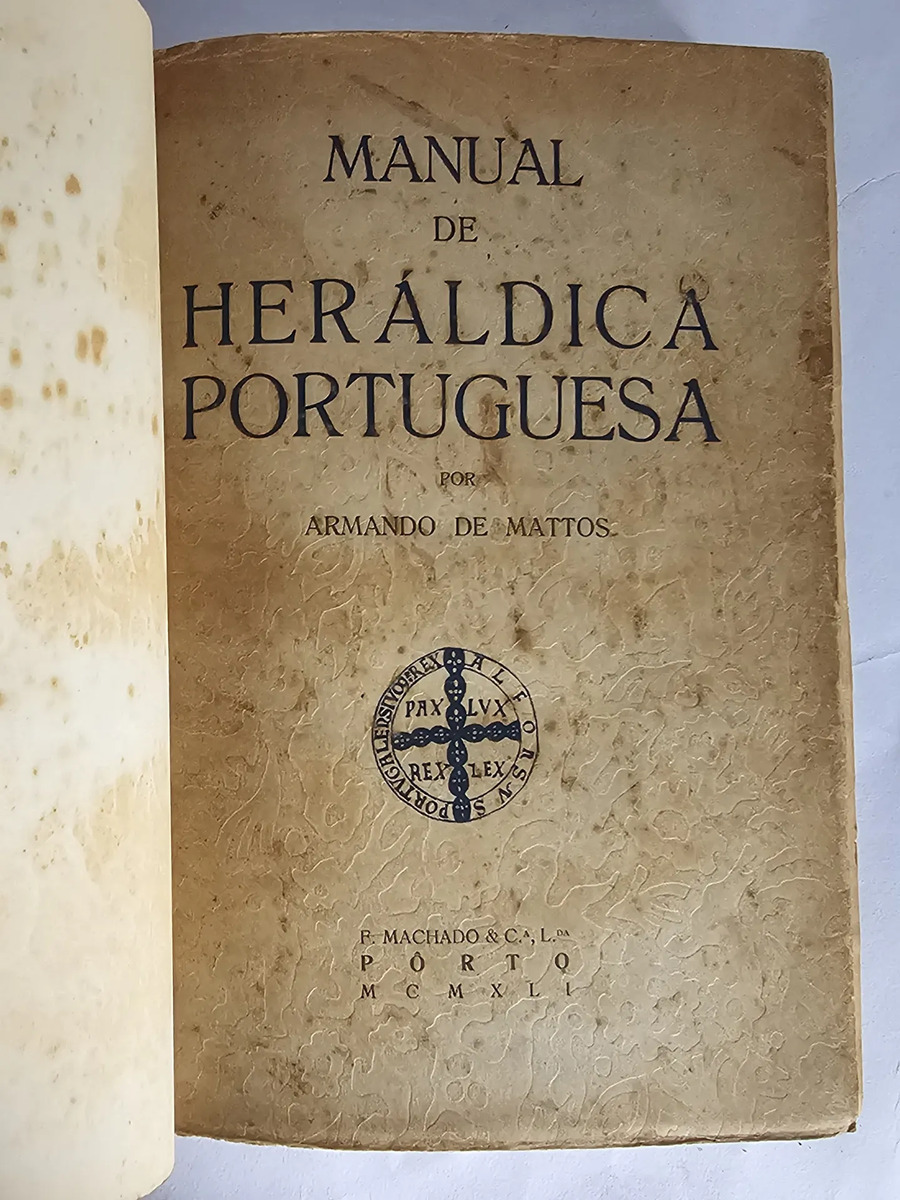 MANUAL
DE
HERÁLDICA
PORTUGUESA
POR
ARMANDO DE MATTOS
PAX LVX
REX LEX
F. MACHADO & C.ᴬ, L.ᴰᴬ
PÔRTO
MCMXLI